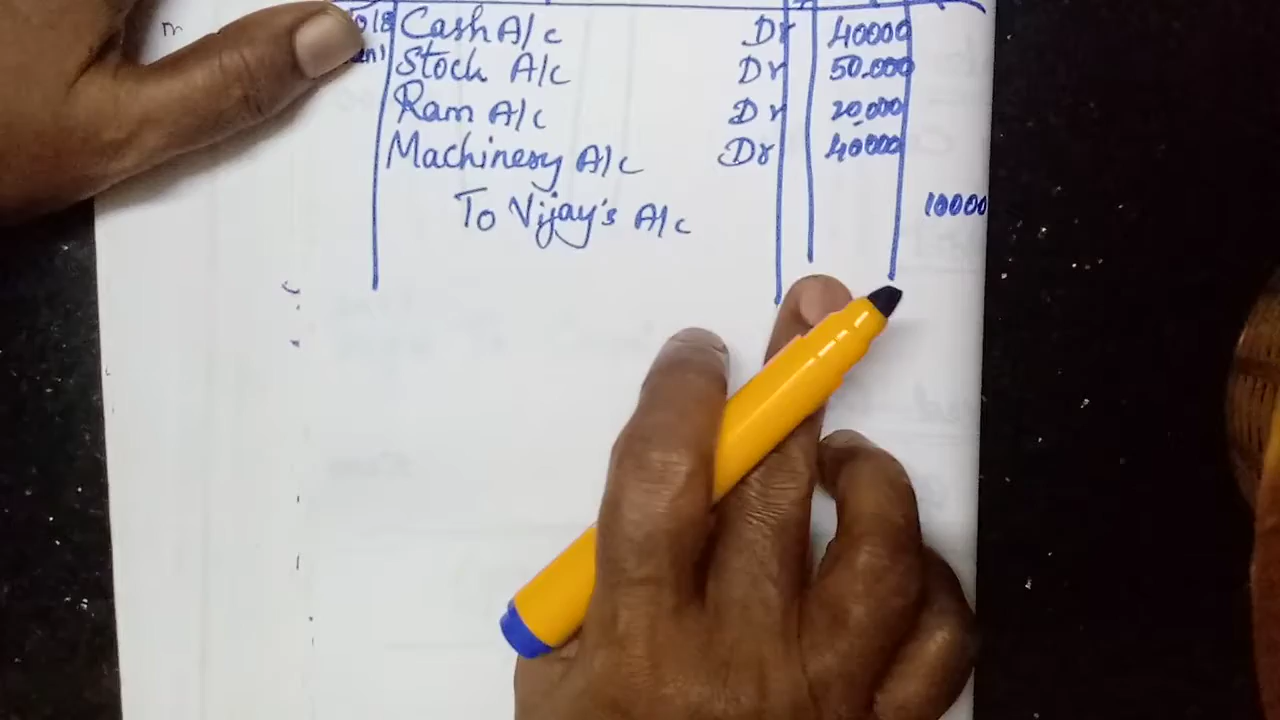 Cash A/c Dr 40000
Stock A/c Dr 50,000
Ram A/c Dr 20,000
Machinery A/c Dr 40000
To Vijay's A/c 10000